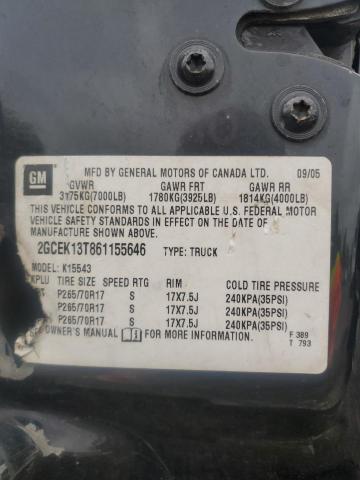 GM
MFD BY GENERAL MOTORS OF CANADA LTD. 09/05
GVWR GAWR FRT GAWR RR
3175KG(7000LB) 1780KG(3925LB) 1814KG(4000LB)
THIS VEHICLE CONFORMS TO ALL APPLICABLE U.S. FEDERAL MOTOR
VEHICLE SAFETY STANDARDS IN EFFECT ON THE DATE OF
MANUFACTURE SHOWN ABOVE.
2GCEK13T861155646 TYPE: TRUCK
MODEL: K15543
KPLU TIRE SIZE SPEED RTG RIM COLD TIRE PRESSURE
P265/70R17 S 17X7.5J 240KPA(35PSI)
P265/70R17 S 17X7.5J 240KPA(35PSI)
P265/70R17 S 17X7.5J 240KPA(35PSI)
SEE OWNER'S MANUAL FOR MORE INFORMATION.
F 389
T 793